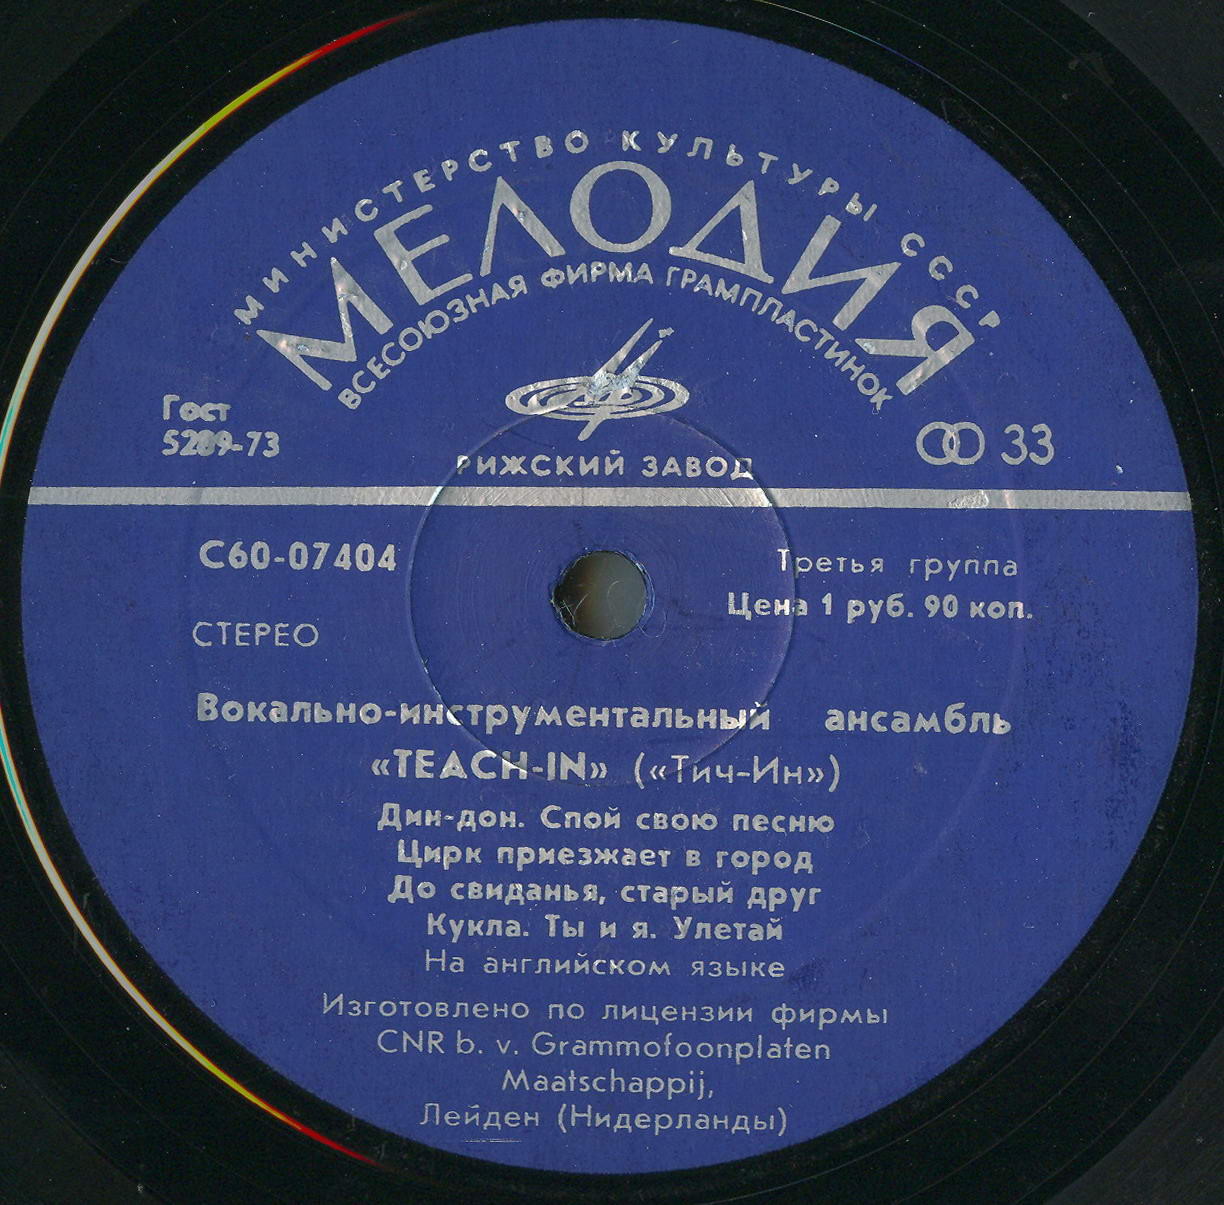 МИНИСТЕРСТВО КУЛЬТУРЫ СССР
МЕЛОДИЯ
ВСЕСОЮЗНАЯ ФИРМА ГРАМПЛАСТИНОК
Гост
5289-73
33
РИЖСКИЙ ЗАВОД
С60-07404
Третья группа
Цена 1 руб. 90 коп.
СТЕРЕО
Вокально-инструментальный ансамбль
«TEACH-IN» («Тич-Ин»)
Дин-дон. Спой свою песню
Цирк приезжает в город
До свиданья, старый друг
Кукла. Ты и я. Улетай
На английском языке
Изготовлено по лицензии фирмы
CNR b. v. Grammofoonplaten
Maatschappij,
Лейден (Нидерланды)